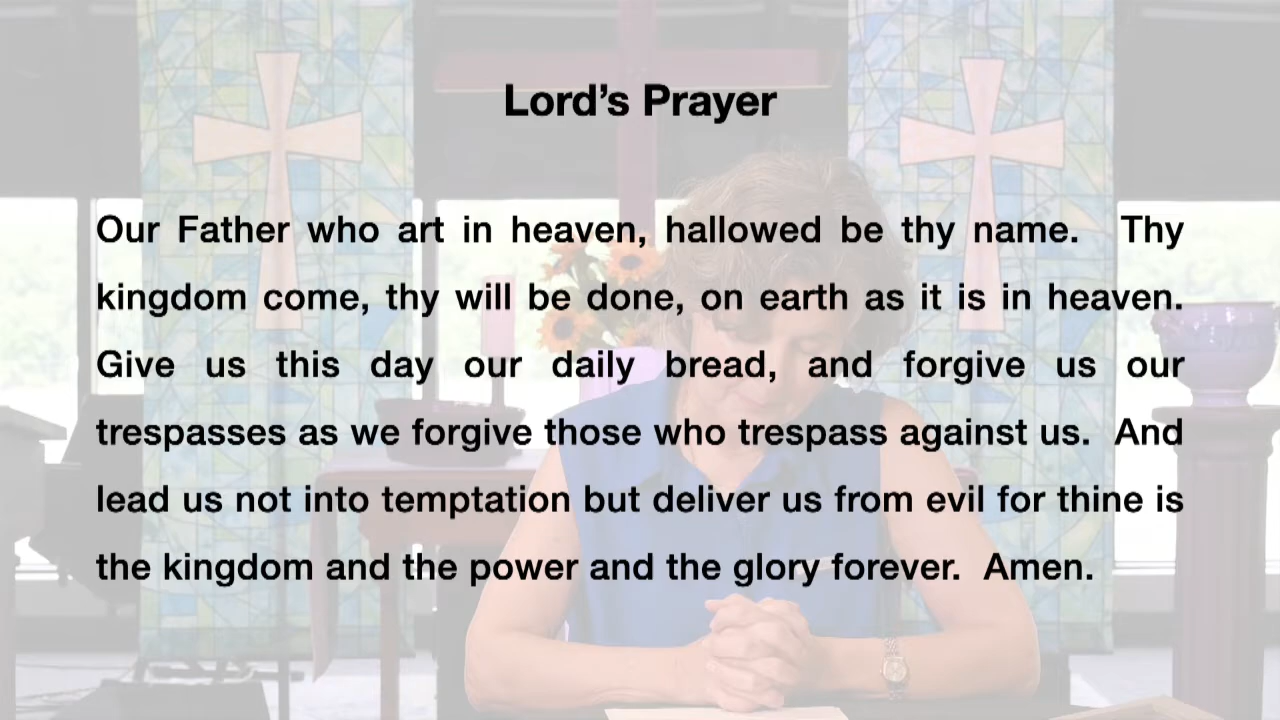 Lord’s Prayer
Our Father who art in heaven, hallowed be thy name. Thy
kingdom come, thy will be done, on earth as it is in heaven.
Give us this day our daily bread, and forgive us our
trespasses as we forgive those who trespass against us. And
lead us not into temptation but deliver us from evil for thine is
the kingdom and the power and the glory forever. Amen.